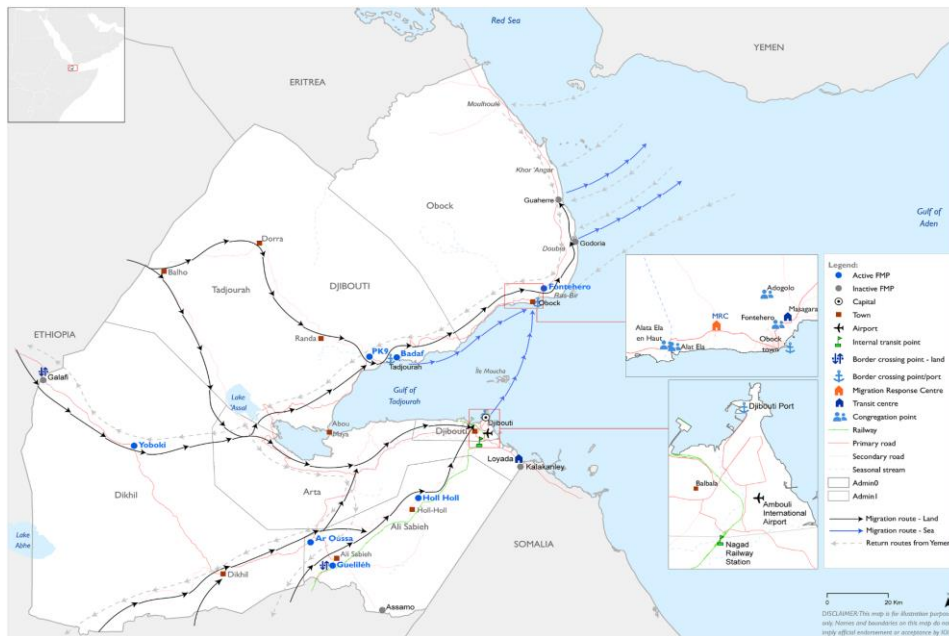 Red Sea
YEMEN
ERITREA
Moulhoulé
Khor 'Angar
Obock
Guaherre
Gulf of
Aden
Godoria
Doubia
Dorra
Balho
Tadjourah
DJIBOUTI
Fontehero
Ras-Bir
Obock
ETHIOPIA
Randa
PK9
Badaf
Tadjourah
Galafi
Île Moucha
Gulf of
Tadjourah
Lake
'Assal
Abou
Djibouti
Djibouti
Yoboki
Loyada
Kalakanley
Dikhil
Arta
Holl Holl
Holl-Holl
Ali Sabieh
Lake
Abhe
SOMALIA
Ar Oussa
Ali Sabieh
Gueliléh
Dikhil
Assamo
Adogolo
MRC
Fontehero
Masagara
Alata Ela
en Haut
Alat Ela
Obock
town
Djibouti Port
Balbala
Ambouli
International
Airport
Nagad
Railway
Station
Legend:
Active FMP
Inactive FMP
Capital
Town
Airport
Internal transit point
Border crossing point - land
Border crossing point/port
Migration Response Centre
Transit centre
Congregation point
Railway
Primary road
Secondary road
Seasonal stream
Admin0
Admin1
Migration route - Land
Migration route - Sea
Return routes from Yemen
0 20 Km
DISCLAIMER: This map is for illustration purpose
only. Names and boundaries on this map do no
imply official endorsement or acceptance by IO